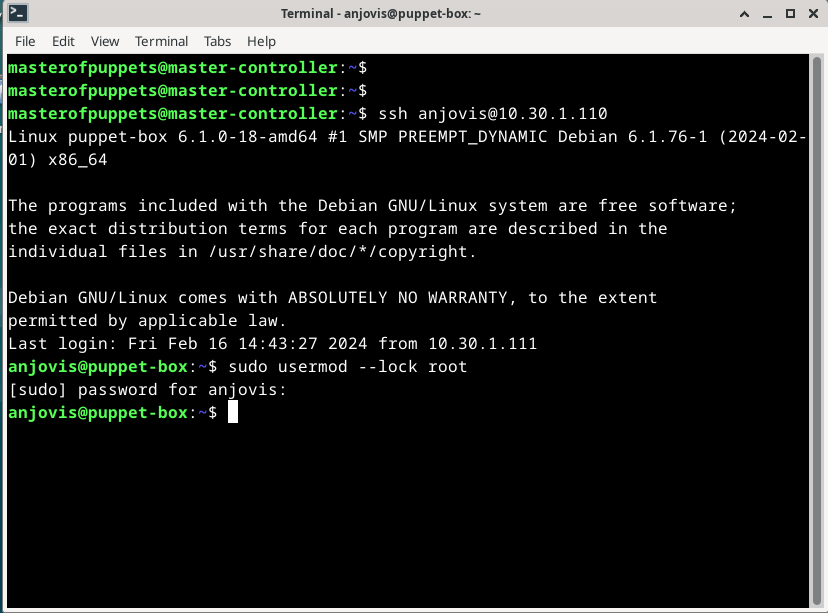 Terminal - anjovis@puppet-box: ~
File Edit View Terminal Tabs Help
masterofpuppets@master-controller:~$
masterofpuppets@master-controller:~$
masterofpuppets@master-controller:~$ ssh anjovis@10.30.1.110
Linux puppet-box 6.1.0-18-amd64 #1 SMP PREEMPT_DYNAMIC Debian 6.1.76-1 (2024-02-
01) x86_64
The programs included with the Debian GNU/Linux system are free software;
the exact distribution terms for each program are described in the
individual files in /usr/share/doc/*/copyright.
Debian GNU/Linux comes with ABSOLUTELY NO WARRANTY, to the extent
permitted by applicable law.
Last login: Fri Feb 16 14:43:27 2024 from 10.30.1.111
anjovis@puppet-box:~$ sudo usermod --lock root
[sudo] password for anjovis:
anjovis@puppet-box:~$